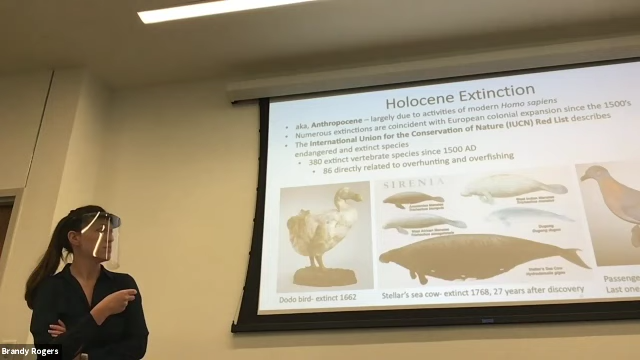 Holocene Extinction
• aka, Anthropocene – largely due to activities of modern Homo sapiens
• Numerous extinctions are coincident with European colonial expansion since the 1500's
• The International Union for the Conservation of Nature (IUCN) Red List describes
endangered and extinct species
• 380 extinct vertebrate species since 1500 AD
• 86 directly related to overhunting and overfishing
SIRENIA
Dodo bird- extinct 1662
Stellar's sea cow- extinct 1768, 27 years after discovery
Passenge
Last one
Brandy Rogers